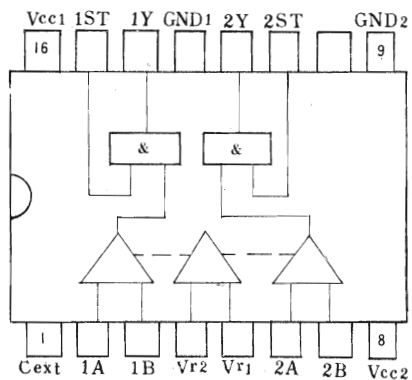 Vcc1 1ST 1Y GND1 2Y 2ST GND2
16 9
& &
1 8
Cext 1A 1B Vr2 Vr1 2A 2B Vcc2